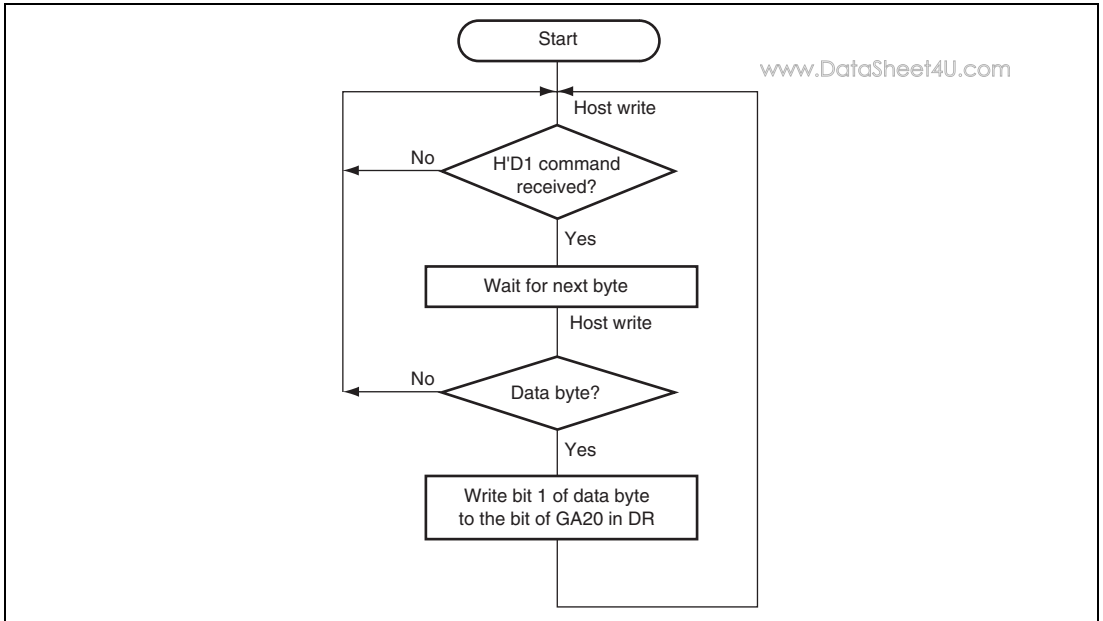 Start
www.DataSheet4U.com
Host write
No
H'D1 command
received?
Yes
Wait for next byte
Host write
No
Data byte?
Yes
Write bit 1 of data byte
to the bit of GA20 in DR